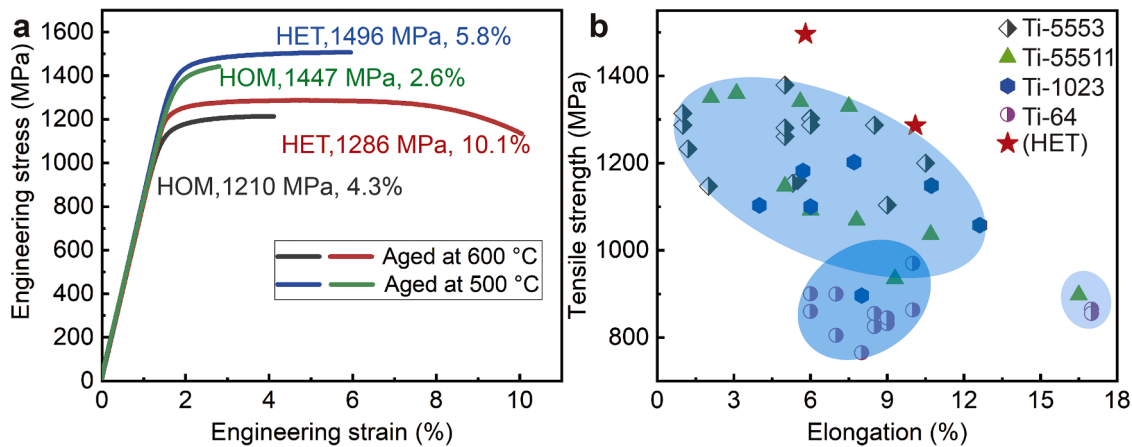 a
Engineering stress (MPa)
1600
1400
1200
1000
800
600
400
200
0
HET,1496 MPa, 5.8%
HOM,1447 MPa, 2.6%
HET,1286 MPa, 10.1%
HOM,1210 MPa, 4.3%
Aged at 600 °C
Aged at 500 °C
0 2 4 6 8 10
Engineering strain (%)
b
Tensile strength (MPa)
1400
1200
1000
800
Ti-5553
Ti-55511
Ti-1023
Ti-64
(HET)
0 3 6 9 12 15 18
Elongation (%)